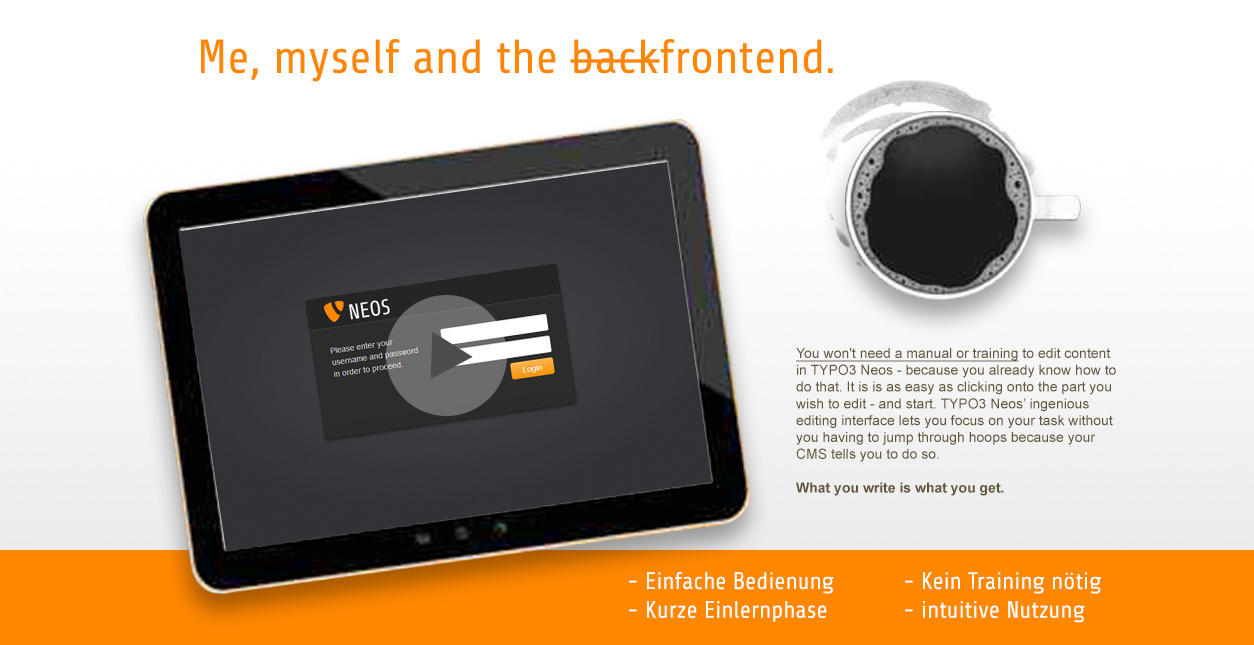 Me, myself and the backfrontend.
NEOS
Please enter your
username and password
in order to proceed.
Login
You won't need a manual or training to edit content
in TYPO3 Neos - because you already know how to
do that. It is is as easy as clicking onto the part you
wish to edit - and start. TYPO3 Neos' ingenious
editing interface lets you focus on your task without
you having to jump through hoops because your
CMS tells you to do so.
What you write is what you get.
- Einfache Bedienung
- Kurze Einlernphase
- Kein Training nötig
- intuitive Nutzung